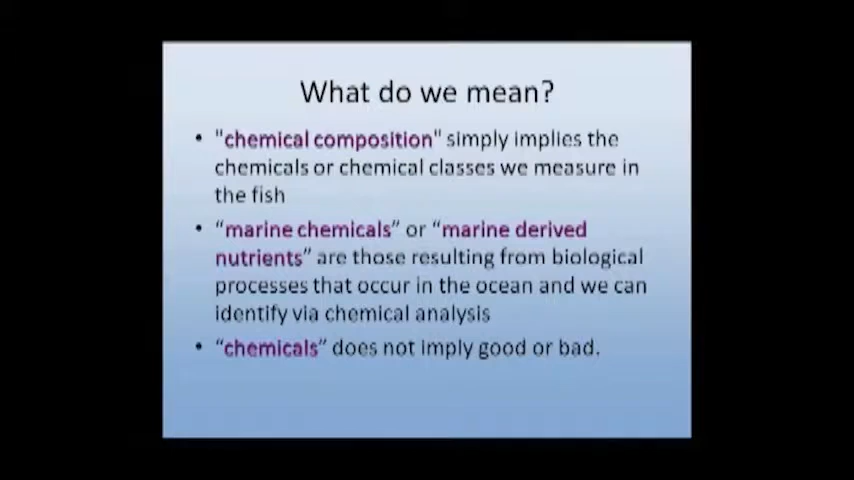 What do we mean?
• "chemical composition" simply implies the
chemicals or chemical classes we measure in
the fish
• “marine chemicals” or “marine derived
nutrients” are those resulting from biological
processes that occur in the ocean and we can
identify via chemical analysis
• “chemicals” does not imply good or bad.